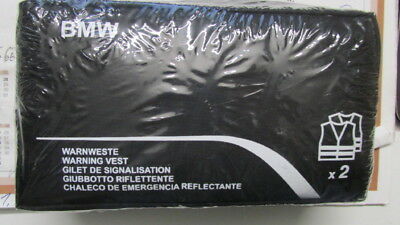 BMW
WARNWESTE
WARNING VEST
GILET DE SIGNALISATION
GIUBBOTTO RIFLETTENTE
CHALECO DE EMERGENCIA REFLECTANTE
x 2